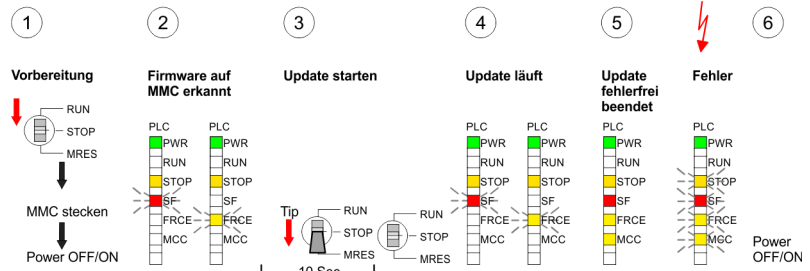 1
2
3
4
5
6
Vorbereitung
RUN
STOP
MRES
MMC stecken
Power OFF/ON
Firmware auf
MMC erkannt
PLC
PWR
RUN
STOP
SF
FRCE
MCC
PLC
PWR
RUN
STOP
SF
FRCE
MCC
Update starten
Tip
RUN
STOP
MRES
RUN
STOP
MRES
10 Sec
Update läuft
PLC
PWR
RUN
STOP
SF
FRCE
MCC
PLC
PWR
RUN
STOP
SF
FRCE
MCC
Update
fehlerfrei
beendet
PLC
PWR
RUN
STOP
SF
FRCE
MCC
Fehler
PLC
PWR
RUN
STOP
SF
FRCE
MCC
Power
OFF/ON